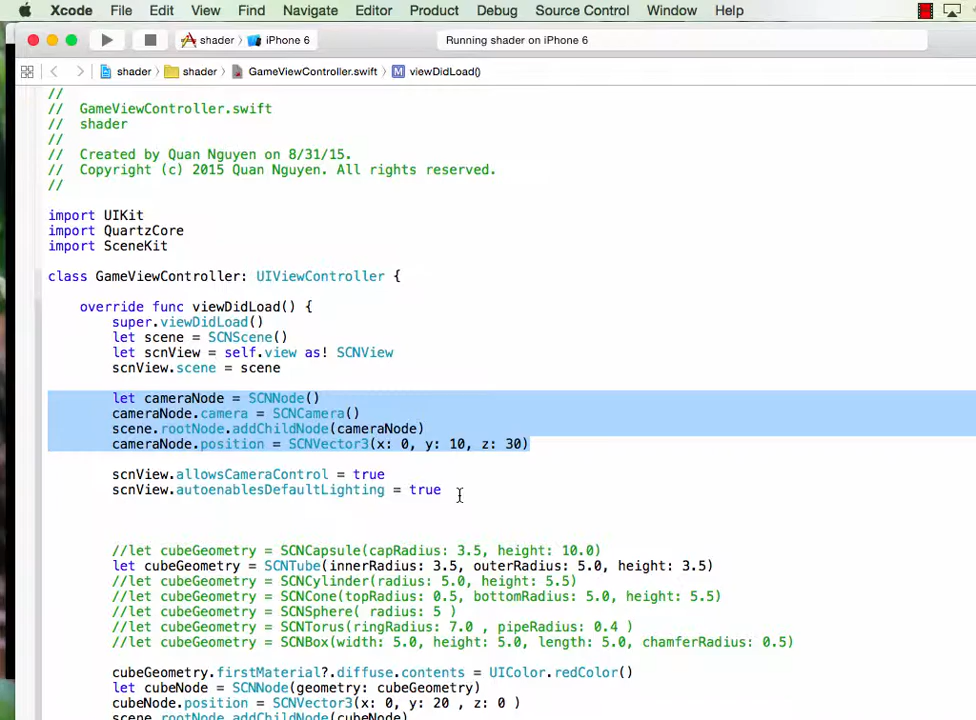 Xcode File Edit View Find Navigate Editor Product Debug Source Control Window Help
shader iPhone 6 Running shader on iPhone 6
shader shader GameViewController.swift M viewDidLoad()
//
// GameViewController.swift
// shader
//
// Created by Quan Nguyen on 8/31/15.
// Copyright (c) 2015 Quan Nguyen. All rights reserved.
//
import UIKit
import QuartzCore
import SceneKit
class GameViewController: UIViewController {
override func viewDidLoad() {
super.viewDidLoad()
let scene = SCNScene()
let scnView = self.view as! SCNView
scnView.scene = scene
let cameraNode = SCNNode()
cameraNode.camera = SCNCamera()
scene.rootNode.addChildNode(cameraNode)
cameraNode.position = SCNVector3(x: 0, y: 10, z: 30)
scnView.allowsCameraControl = true
scnView.autoenablesDefaultLighting = true
//let cubeGeometry = SCNCapsule(capRadius: 3.5, height: 10.0)
let cubeGeometry = SCNTube(innerRadius: 3.5, outerRadius: 5.0, height: 3.5)
//let cubeGeometry = SCNCylinder(radius: 5.0, height: 5.5)
//let cubeGeometry = SCNCone(topRadius: 0.5, bottomRadius: 5.0, height: 5.5)
//let cubeGeometry = SCNSphere( radius: 5 )
//let cubeGeometry = SCNTorus(ringRadius: 7.0 , pipeRadius: 0.4 )
//let cubeGeometry = SCNBox(width: 5.0, height: 5.0, length: 5.0, chamferRadius: 0.5)
cubeGeometry.firstMaterial?.diffuse.contents = UIColor.redColor()
let cubeNode = SCNNode(geometry: cubeGeometry)
cubeNode.position = SCNVector3(x: 0, y: 20 , z: 0 )
scene.rootNode.addChildNode(cubeNode)